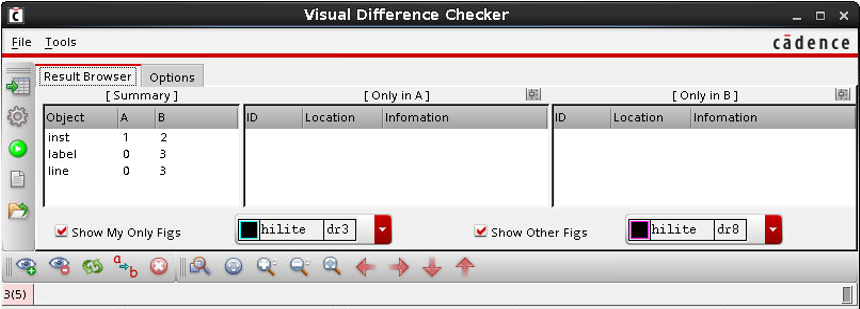 Visual Difference Checker
File Tools
cādence
Result Browser Options
[ Summary ] [ Only in A ] [ Only in B ]
Object A B ID Location Infomation ID Location Infomation
inst 1 2
label 0 3
line 0 3
Show My Only Figs hilite dr3 Show Other Figs hilite dr8
a b
3(5)